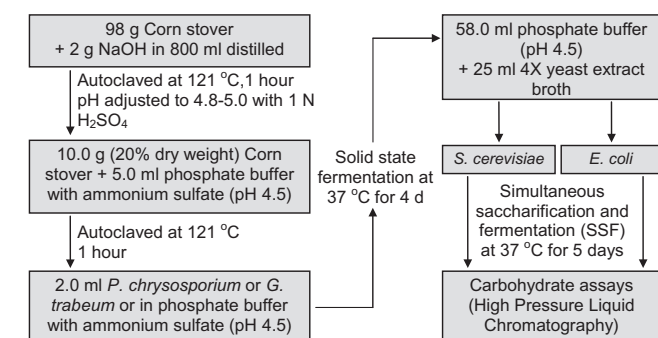 98 g Corn stover
+ 2 g NaOH in 800 ml distilled
Autoclaved at 121 °C,1 hour
pH adjusted to 4.8-5.0 with 1 N
H₂SO₄
10.0 g (20% dry weight) Corn
stover + 5.0 ml phosphate buffer
with ammonium sulfate (pH 4.5)
Autoclaved at 121 °C
1 hour
2.0 ml P. chrysosporium or G.
trabeum or in phosphate buffer
with ammonium sulfate (pH 4.5)
Solid state
fermentation at
37 °C for 4 d
58.0 ml phosphate buffer
(pH 4.5)
+ 25 ml 4X yeast extract
broth
S. cerevisiae
E. coli
Simultaneous
saccharification and
fermentation (SSF)
at 37 °C for 5 days
Carbohydrate assays
(High Pressure Liquid
Chromatography)